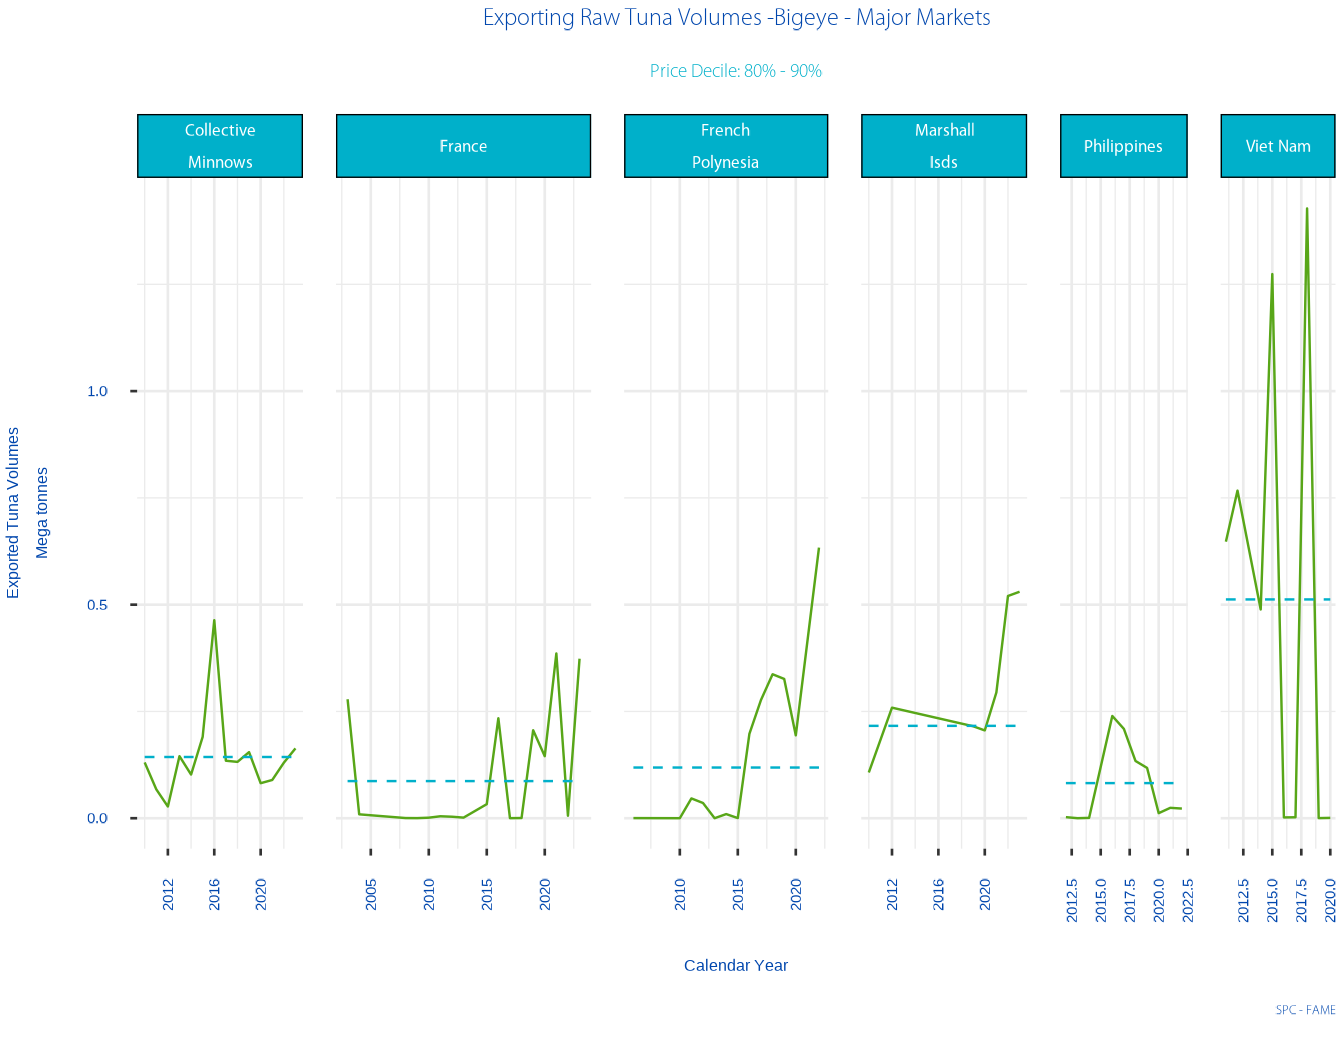 Exporting Raw Tuna Volumes -Bigeye - Major Markets
Price Decile: 80% - 90%
Collective
Minnows
France
French
Polynesia
Marshall
Isds
Philippines
Viet Nam
Exported Tuna Volumes
Mega tonnes
1.0
0.5
0.0
2012
2016
2020
2005
2010
2015
2020
2010
2015
2020
2012
2016
2020
2012.5
2015.0
2017.5
2020.0
2022.5
2012.5
2015.0
2017.5
2020.0
Calendar Year
SPC - FAME